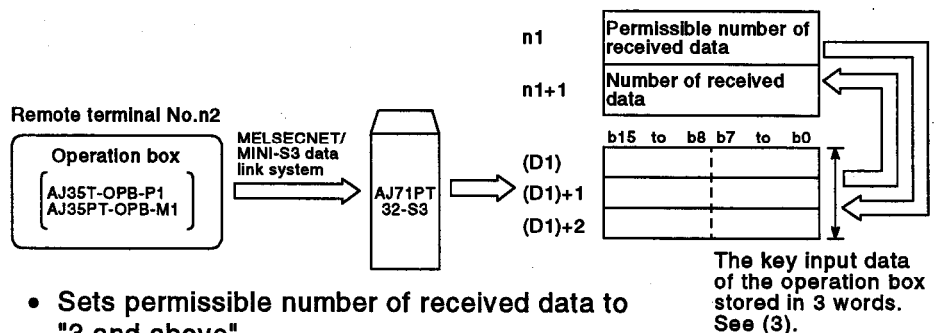 n1
Permissible number of
received data
n1+1
Number of received
data
Remote terminal No.n2
Operation box
AJ35T-OPB-P1
AJ35PT-OPB-M1
MELSECNET/
MINI-S3 data
link system
AJ71PT
32-S3
b15 to b8 b7 to b0
(D1)
(D1)+1
(D1)+2
The key input data
of the operation box
stored in 3 words.
See (3).
• Sets permissible number of received data to
and above"